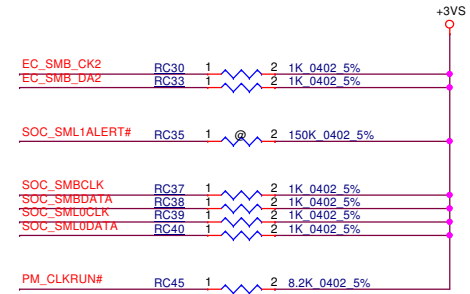 +3VS
EC_SMB_CK2 RC30 1 2 1K_0402_5%
EC_SMB_DA2 RC33 1 2 1K_0402_5%
SOC_SML1ALERT# RC35 1 @ 2 150K_0402_5%
SOC_SMBCLK RC37 1 2 1K_0402_5%
SOC_SMBDATA RC38 1 2 1K_0402_5%
SOC_SML0CLK RC39 1 2 1K_0402_5%
SOC_SML0DATA RC40 1 2 1K_0402_5%
PM_CLKRUN# RC45 1 2 8.2K_0402_5%